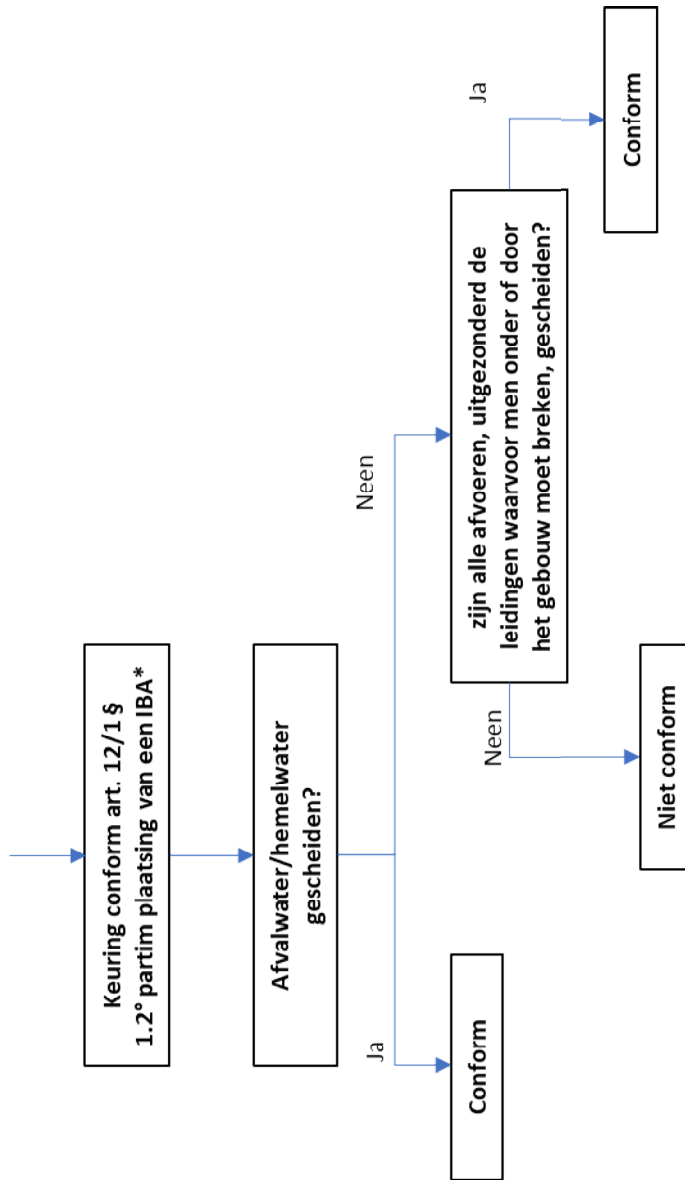 Keuring conform art. 12/1 §
1.2° partim plaatsing van een IBA*
Afvalwater/hemelwater
gescheiden?
Ja
Neen
Conform
zijn alle afvoeren, uitgezonderd de
leidingen waarvoor men onder of door
het gebouw moet breken, gescheiden?
Neen
Ja
Niet conform
Conform